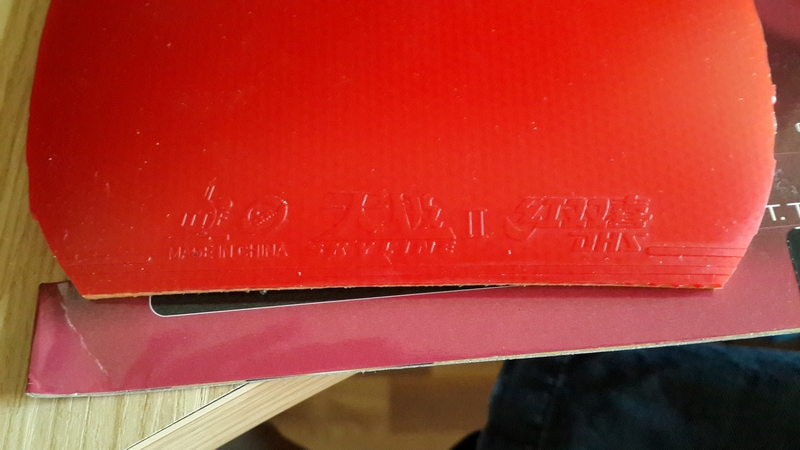 天极 II 红双喜
MADE IN CHINA SKYLINE DHS
T. T